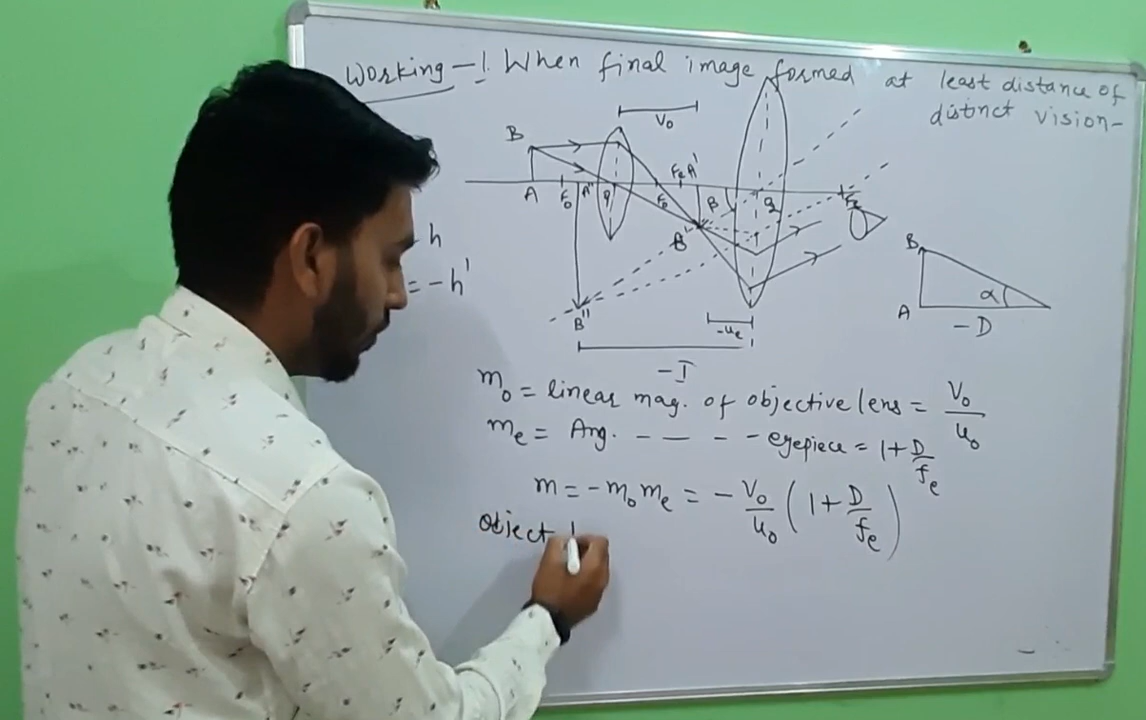 Working - 1. When final image formed at least distance of
distinct vision -
V₀
B
A F₀ A'' P F₀ Fₑ A' β
B'
B''
-uₑ
- I
h
= -h'
B
A α
-D
m₀ = linear mag. of objective lens = V₀/u₀
mₑ = Ang. - - - - eyepiece = 1 + D/fₑ
m = -m₀mₑ = -V₀/u₀ (1 + D/fₑ)
Object